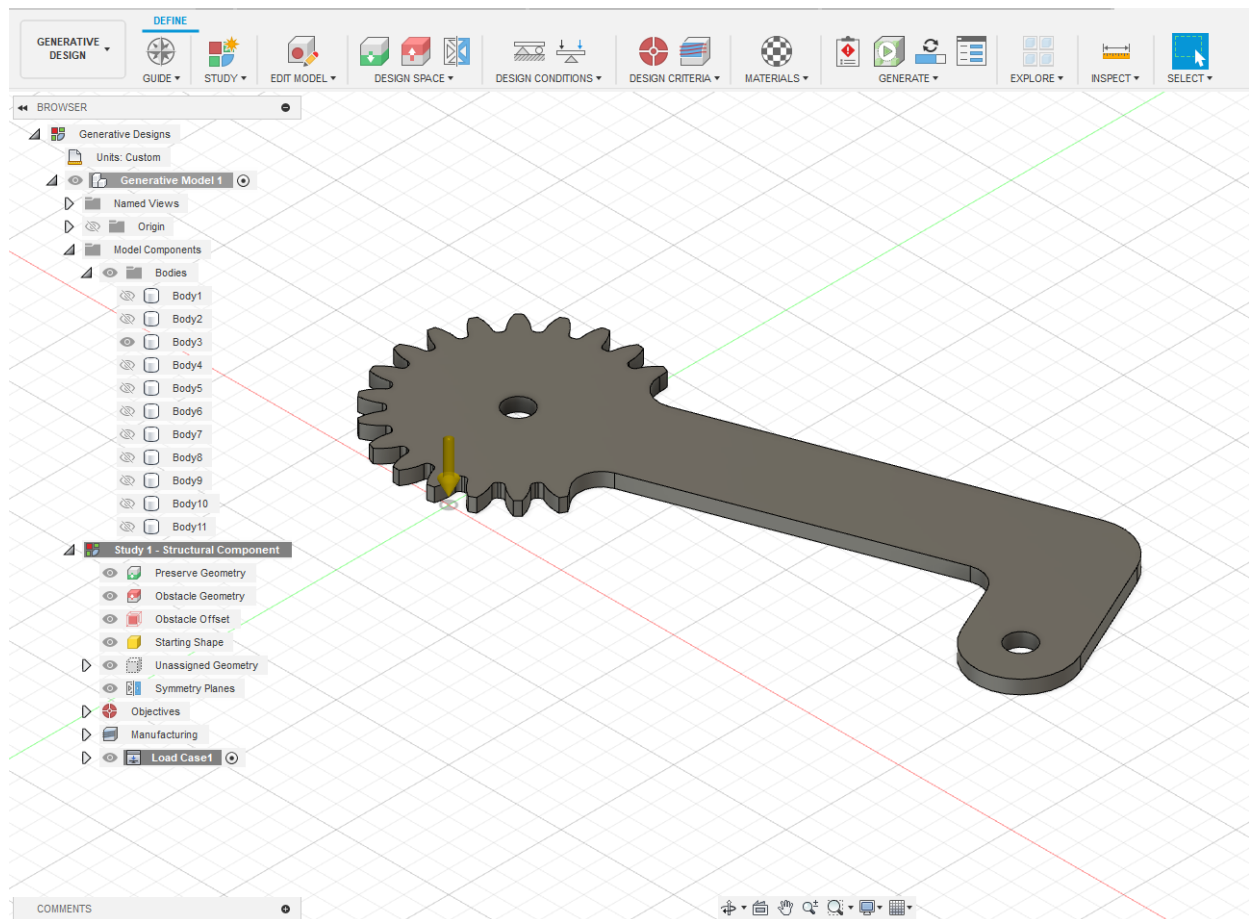 DEFINE
GENERATIVE
DESIGN
GUIDE
STUDY
EDIT MODEL
DESIGN SPACE
DESIGN CONDITIONS
DESIGN CRITERIA
MATERIALS
GENERATE
EXPLORE
INSPECT
SELECT
BROWSER
Generative Designs
Units: Custom
Generative Model 1
Named Views
Origin
Model Components
Bodies
Body1
Body2
Body3
Body4
Body5
Body6
Body7
Body8
Body9
Body10
Body11
Study 1 - Structural Component
Preserve Geometry
Obstacle Geometry
Obstacle Offset
Starting Shape
Unassigned Geometry
Symmetry Planes
Objectives
Manufacturing
Load Case1
COMMENTS